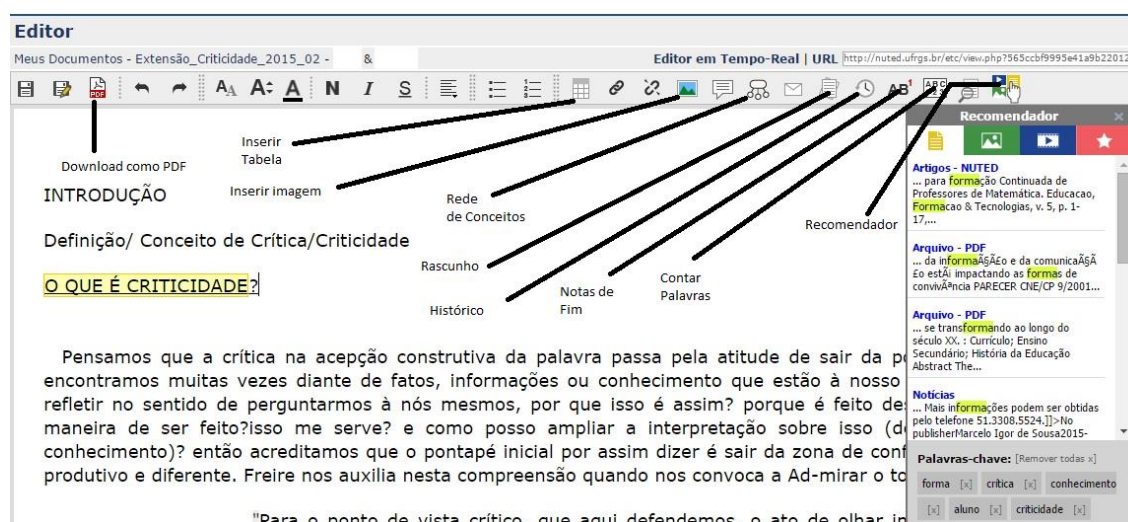 Editor
Meus Documentos - Extensão_Criticidade_2015_02 - &
Editor em Tempo-Real | URL http://nuted.ufrgs.br/etc/view.php?565ccbf9995e41a9b22012
PDF AA A A N I S AB¹ ABC
Download como PDF
Inserir
Tabela
Inserir imagem
Rede
de Conceitos
Rascunho
Histórico
Notas de
Fim
Contar
Palavras
Recomendador
INTRODUÇÃO
Definição/ Conceito de Crítica/Criticidade
O QUE É CRITICIDADE?
Pensamos que a crítica na acepção construtiva da palavra passa pela atitude de sair da po
encontramos muitas vezes diante de fatos, informações ou conhecimento que estão à nosso
refletir no sentido de perguntarmos à nós mesmos, por que isso é assim? porque é feito des
maneira de ser feito?isso me serve? e como posso ampliar a interpretação sobre isso (de
conhecimento)? então acreditamos que o pontapé inicial por assim dizer é sair da zona de conf
produtivo e diferente. Freire nos auxilia nesta compreensão quando nos convoca a Ad-mirar o to
"Para o ponto de vista crítico, que aqui defendemos, o ato de olhar in
Recomendador ×
Artigos - NUTED
... para formação Continuada de
Professores de Matemática. Educacao,
Formacao & Tecnologias, v. 5, p. 1-
17,...
Arquivo - PDF
... da informaÃ§Ã£o e da comunicaÃ§Ã
£o estÃ¡ impactando as formas de
convivÃªncia PARECER CNE/CP 9/2001...
Arquivo - PDF
... se transformando ao longo do
século XX. : Currículo; Ensino
Secundário; História da Educação
Abstract The...
Notícias
... Mais informações podem ser obtidas
pelo telefone 51.3308.5524.]]>No
publisherMarcelo Igor de Sousa2015-
Palavras-chave: [Remover todas x]
forma [x] crítica [x] conhecimento
[x] aluno [x] criticidade [x]